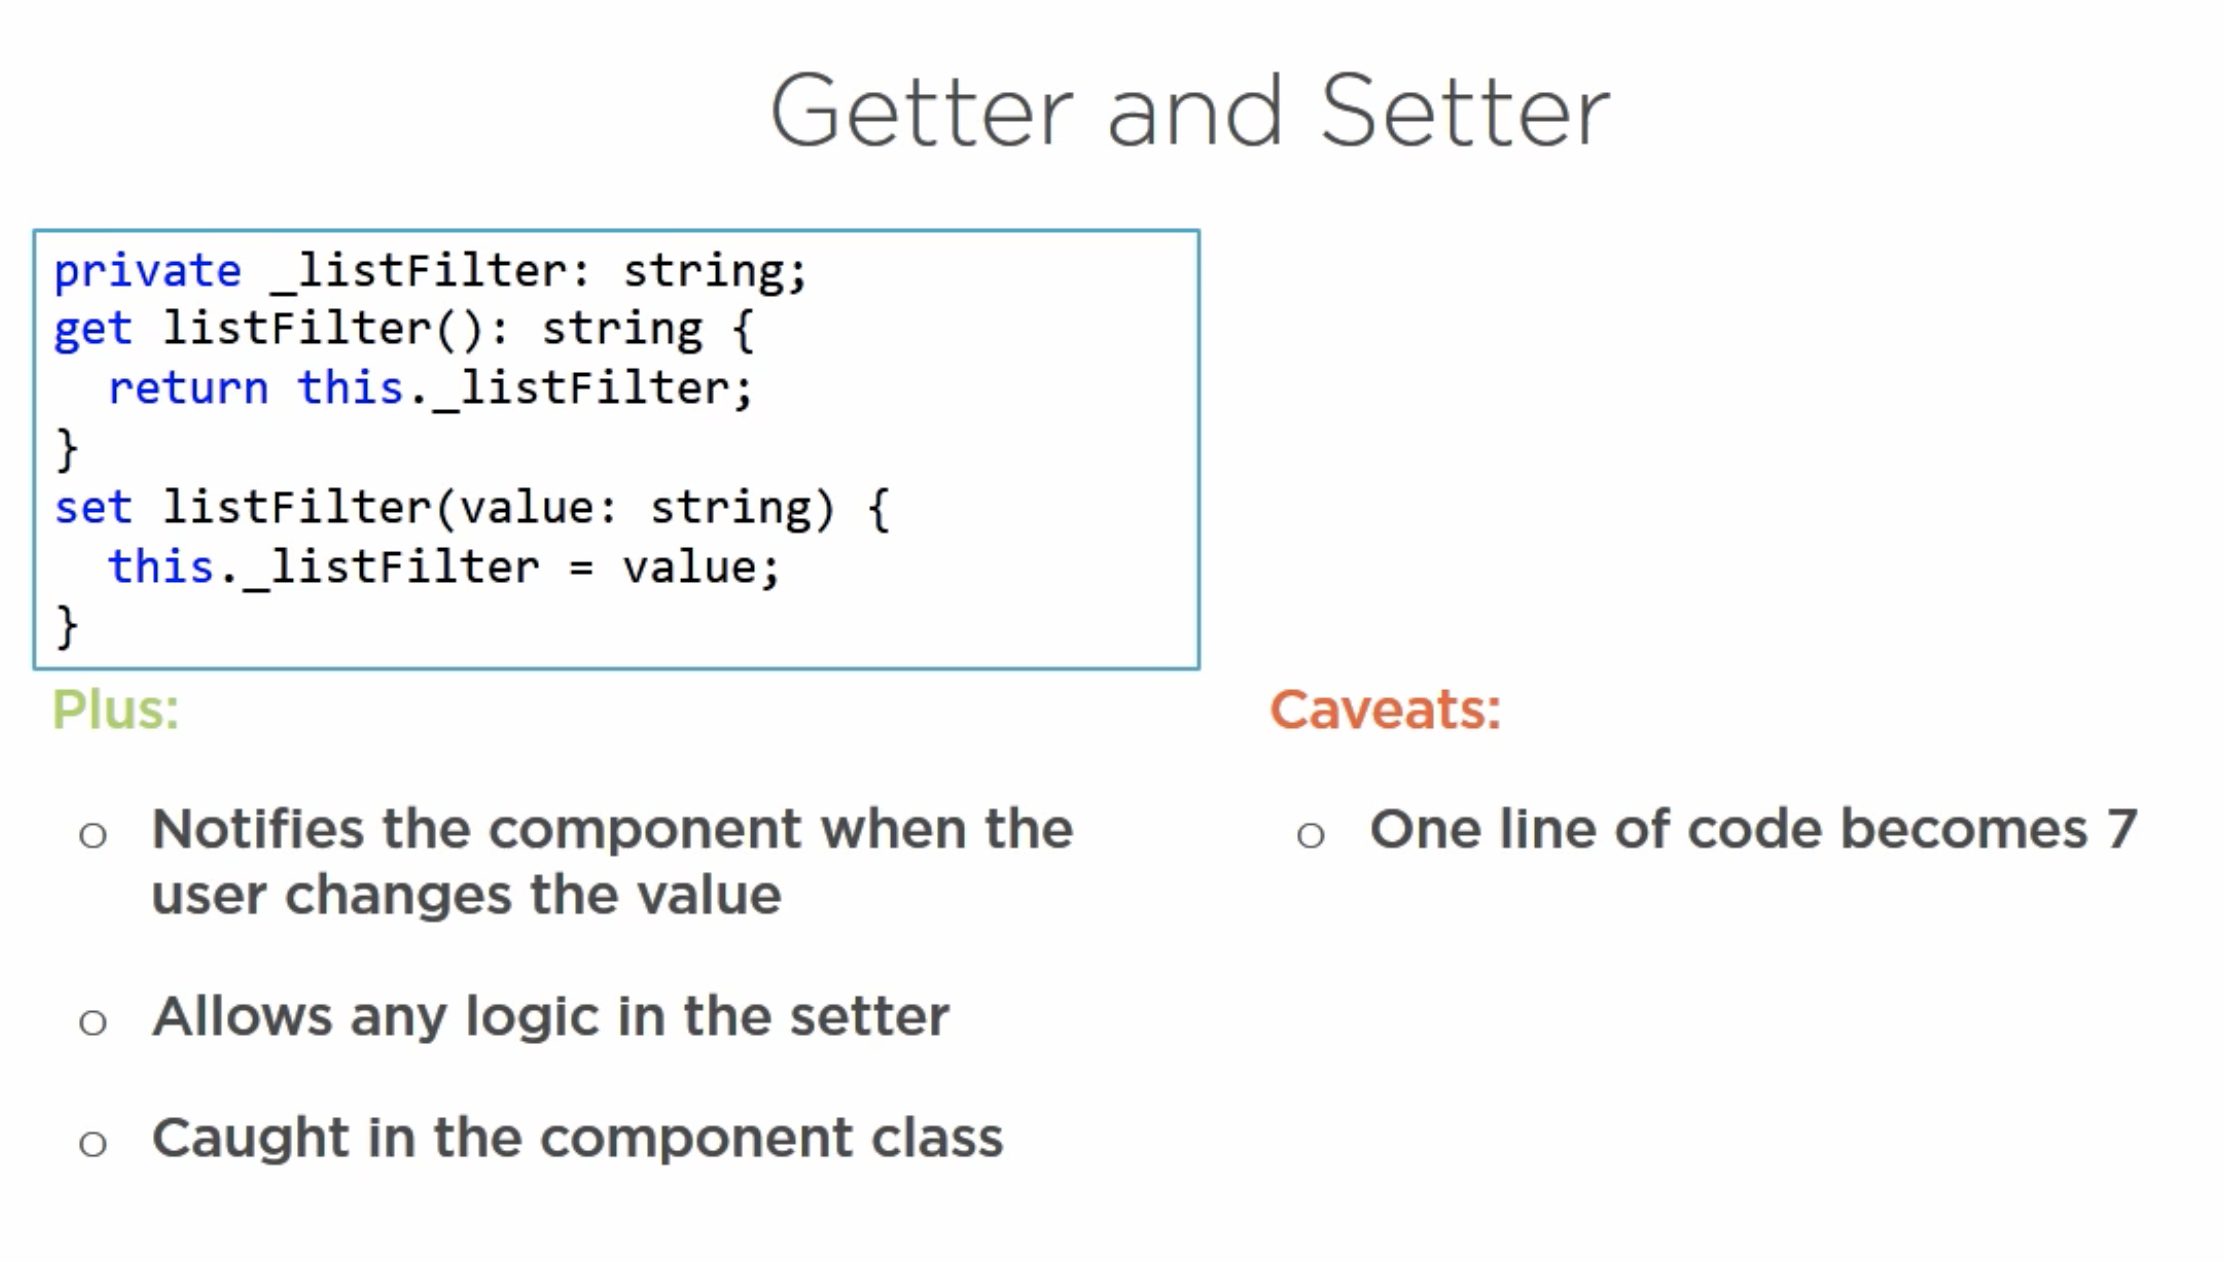 Getter and Setter
private _listFilter: string;
get listFilter(): string {
  return this._listFilter;
}
set listFilter(value: string) {
  this._listFilter = value;
}
Plus:
o Notifies the component when the
user changes the value
o Allows any logic in the setter
o Caught in the component class
Caveats:
o One line of code becomes 7